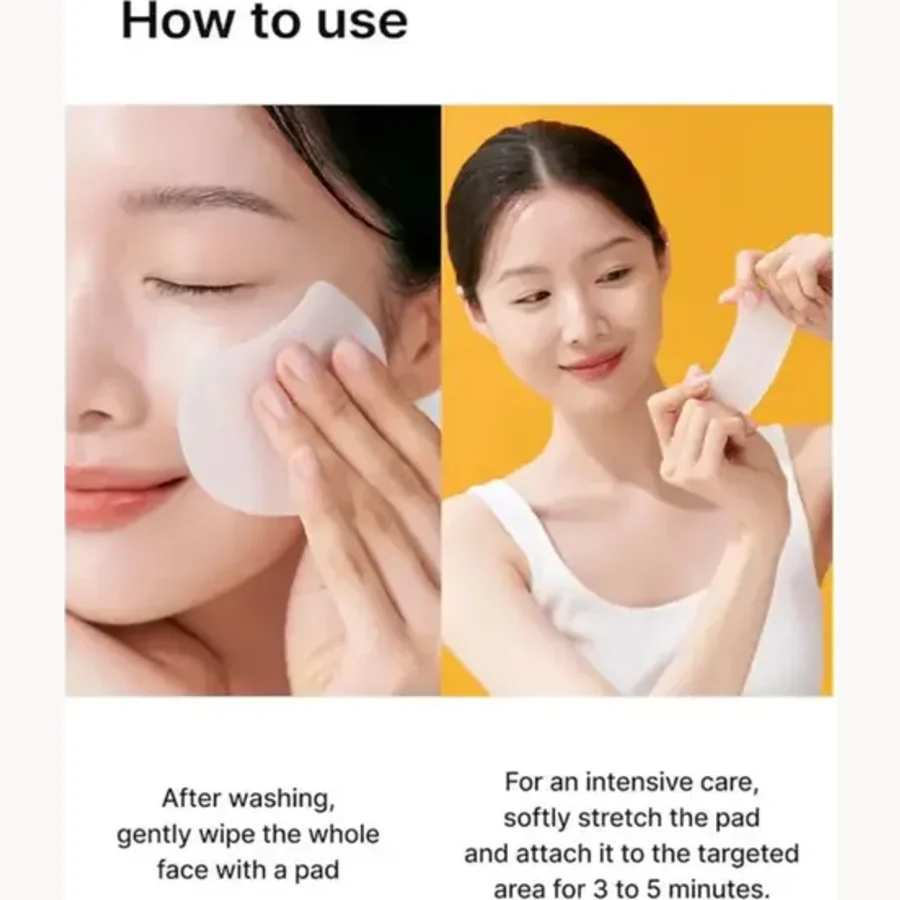 How to use
After washing,
gently wipe the whole
face with a pad
For an intensive care,
softly stretch the pad
and attach it to the targeted
area for 3 to 5 minutes.